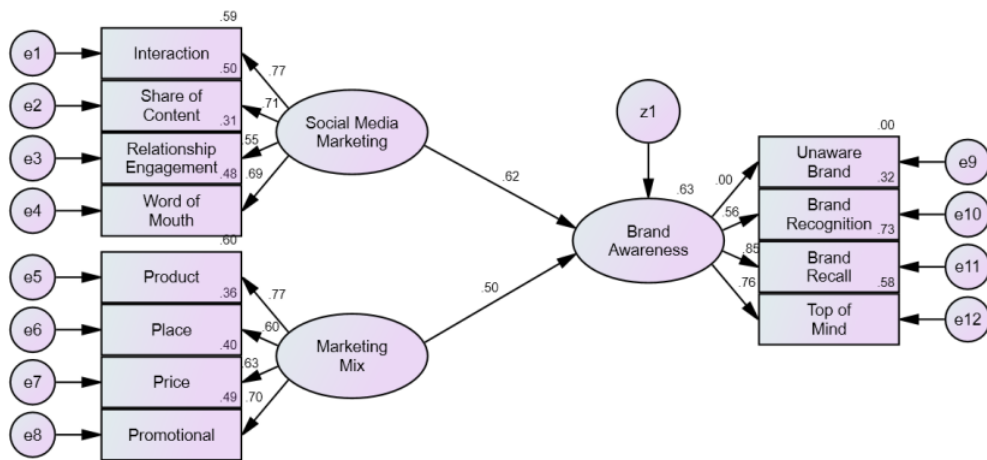 .59
e1
Interaction
.50
.77
e2
Share of
Content
.31
.71
e3
Relationship
Engagement
.48
.55
e4
Word of
Mouth
.69
Social Media
Marketing
.62
.60
e5
Product
.36
.77
e6
Place
.40
.60
e7
Price
.49
.63
e8
Promotional
.70
Marketing
Mix
.50
z1
.63
Brand
Awareness
.00
Unaware
Brand
.32
.00
e9
Brand
Recognition
.73
.56
e10
Brand
Recall
.58
.85
e11
Top of
Mind
.76
e12